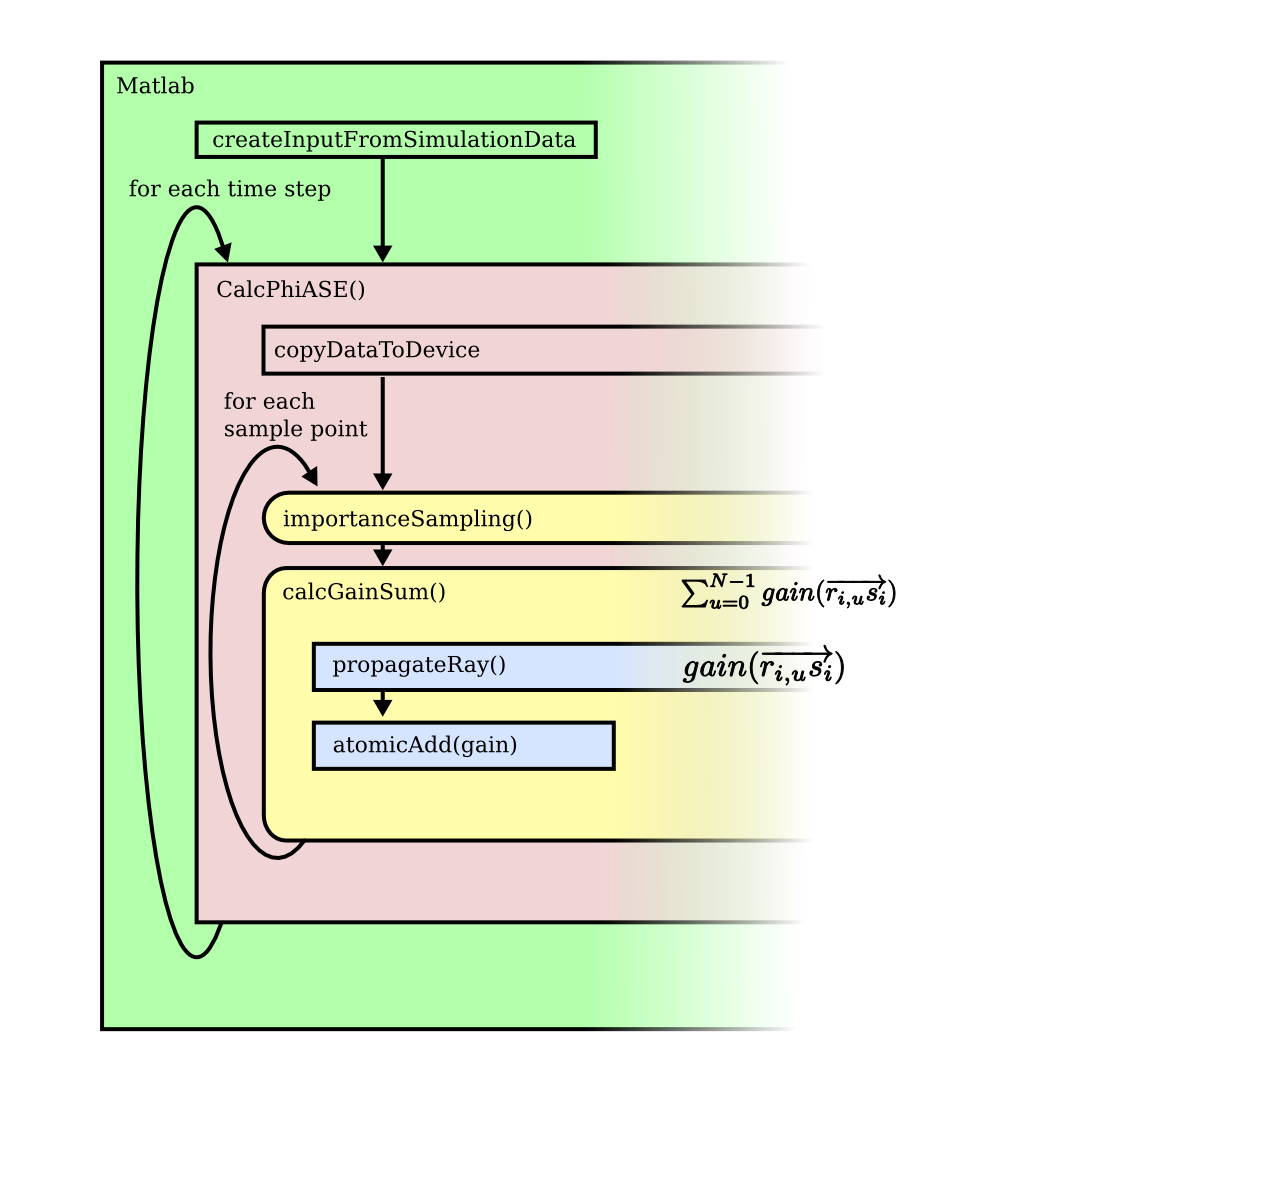 Matlab
createInputFromSimulationData
for each time step
CalcPhiASE()
copyDataToDevice
for each
sample point
importanceSampling()
calcGainSum()
$\sum_{u=0}^{N-1} gain(\overrightarrow{r_{i,u}s_i})$
propagateRay()
$gain(\overrightarrow{r_{i,u}s_i})$
atomicAdd(gain)